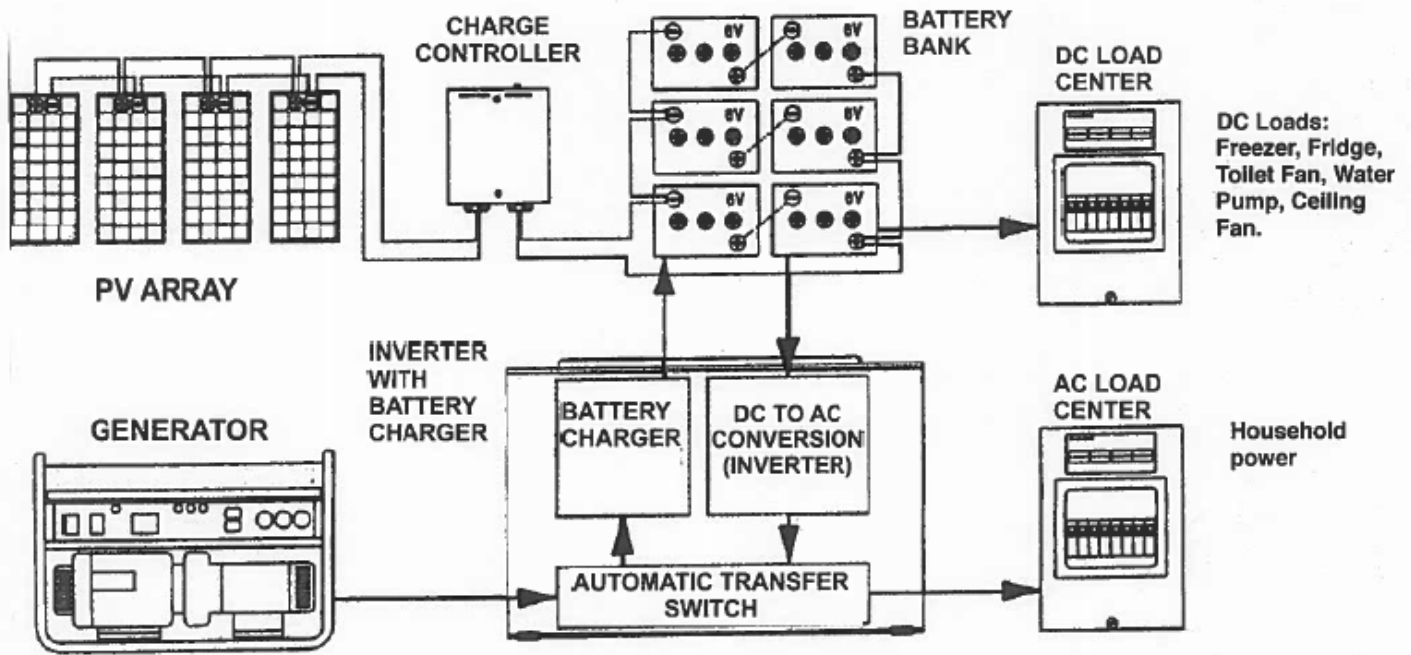 CHARGE
CONTROLLER
6V
6V
6V
6V
6V
6V
BATTERY
BANK
DC LOAD
CENTER
DC Loads:
Freezer, Fridge,
Toilet Fan, Water
Pump, Ceiling
Fan.
PV ARRAY
INVERTER
WITH
BATTERY
CHARGER
BATTERY
CHARGER
DC TO AC
CONVERSION
(INVERTER)
GENERATOR
AUTOMATIC TRANSFER
SWITCH
AC LOAD
CENTER
Household
power